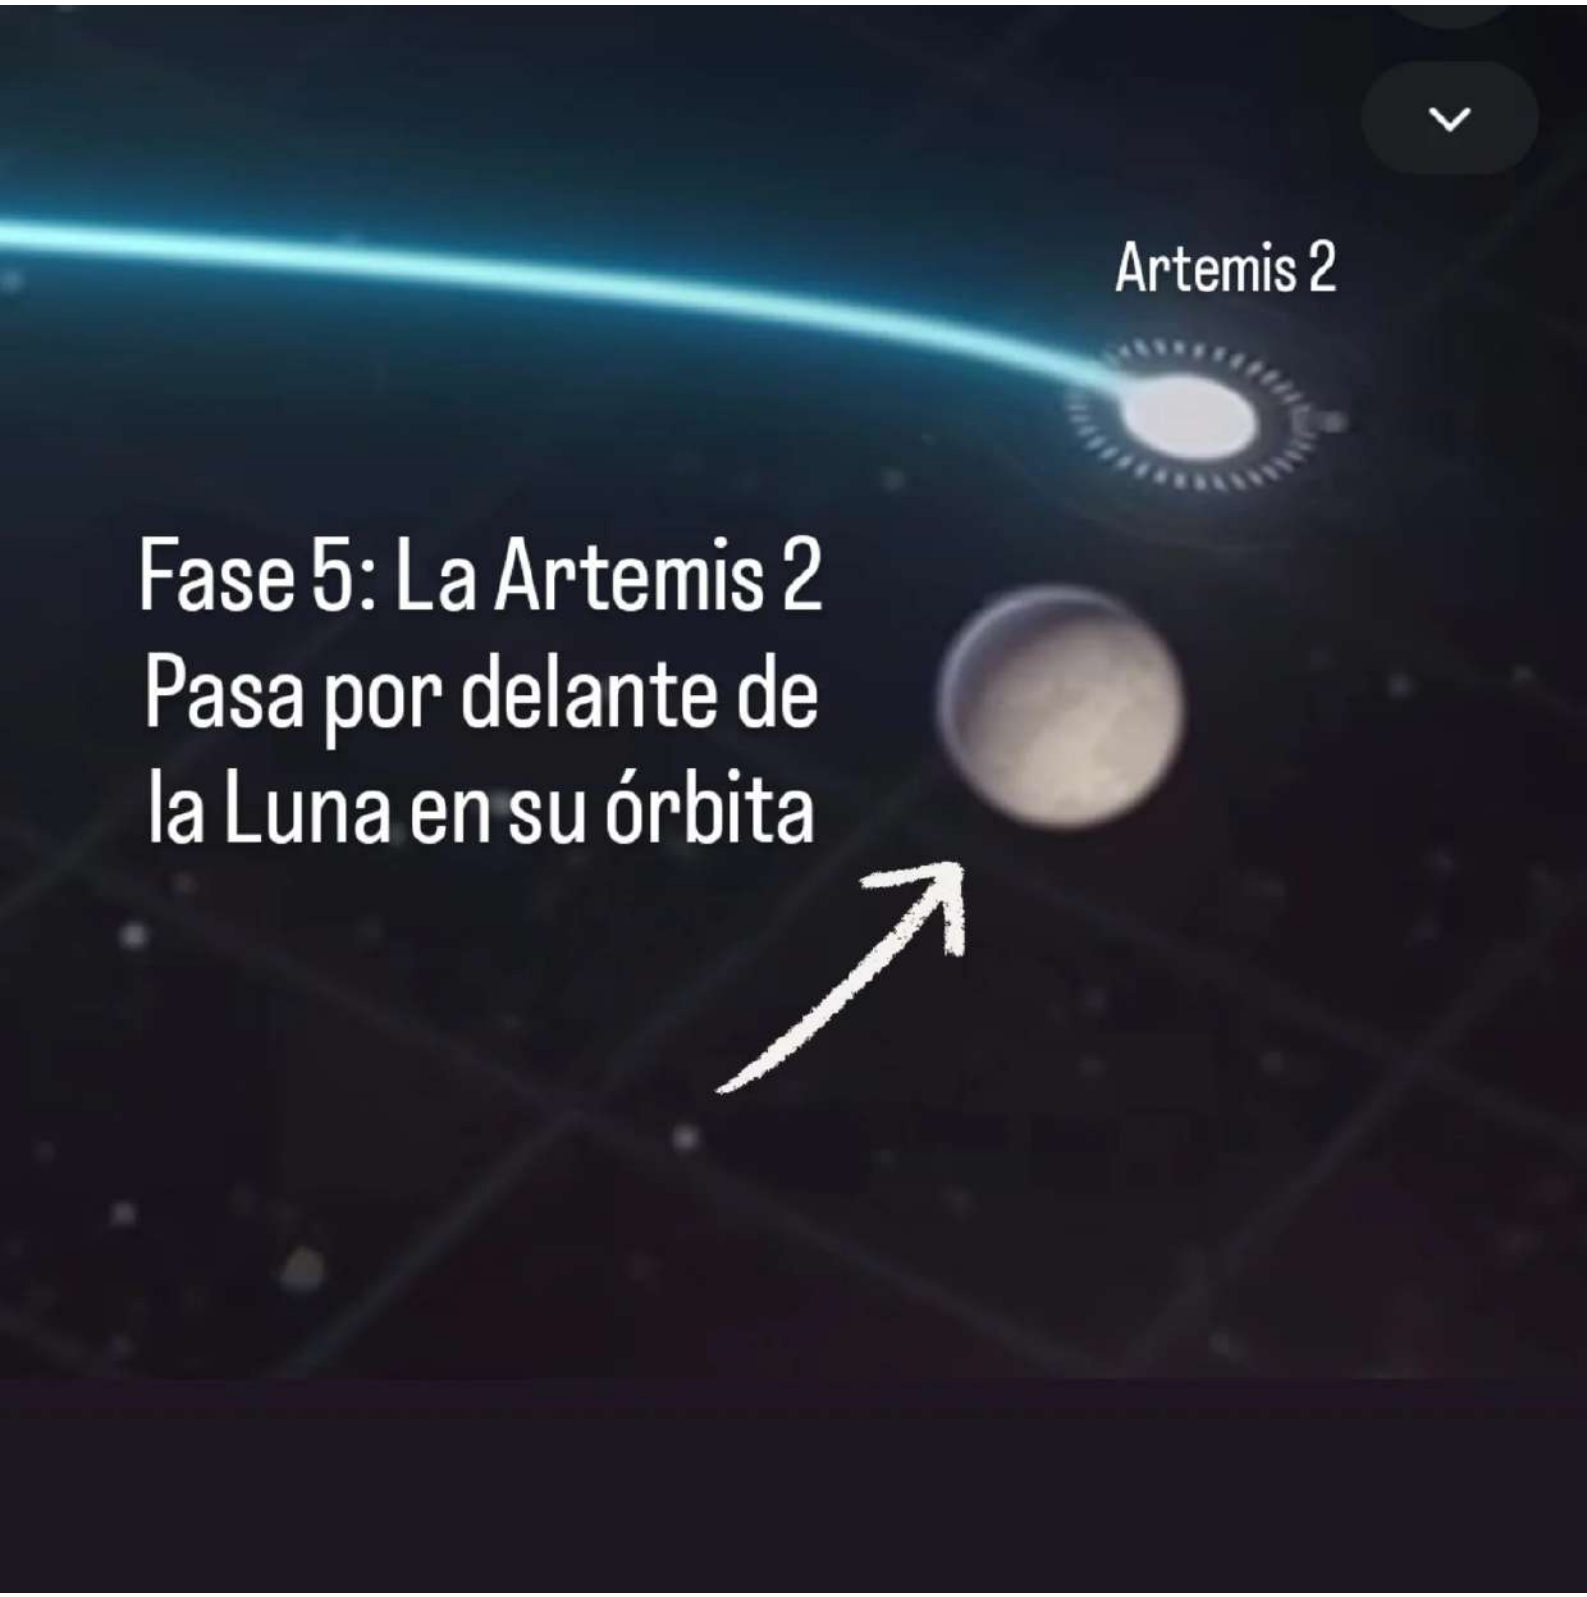 Artemis 2
Fase 5: La Artemis 2
Pasa por delante de
la Luna en su órbita